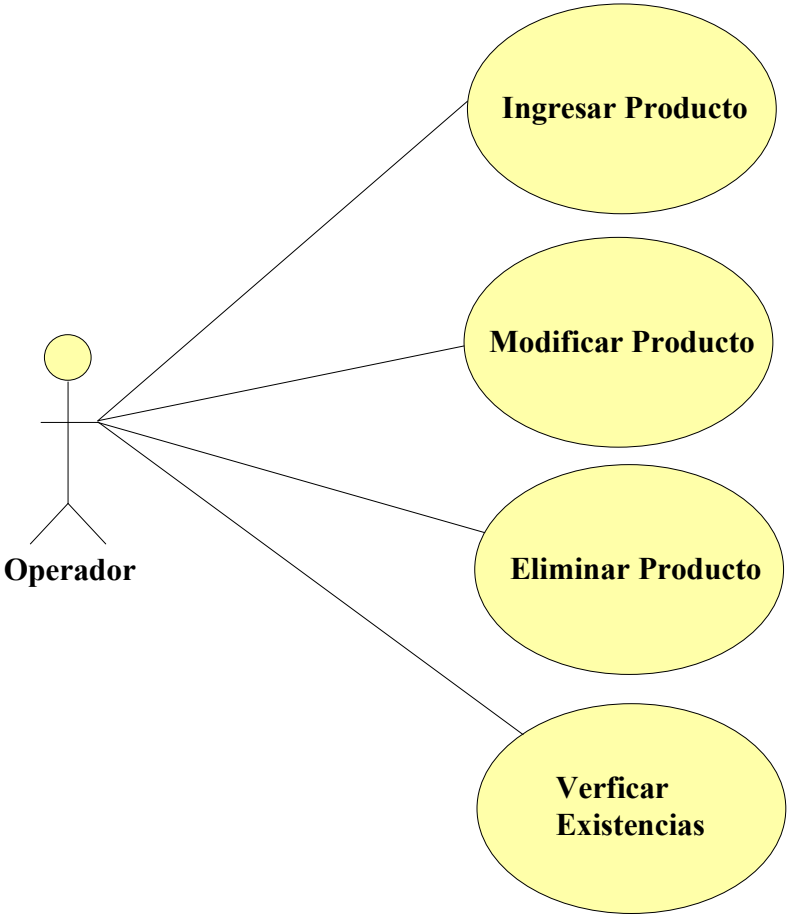 Ingresar Producto
Modificar Producto
Operador
Eliminar Producto
Verficar
Existencias